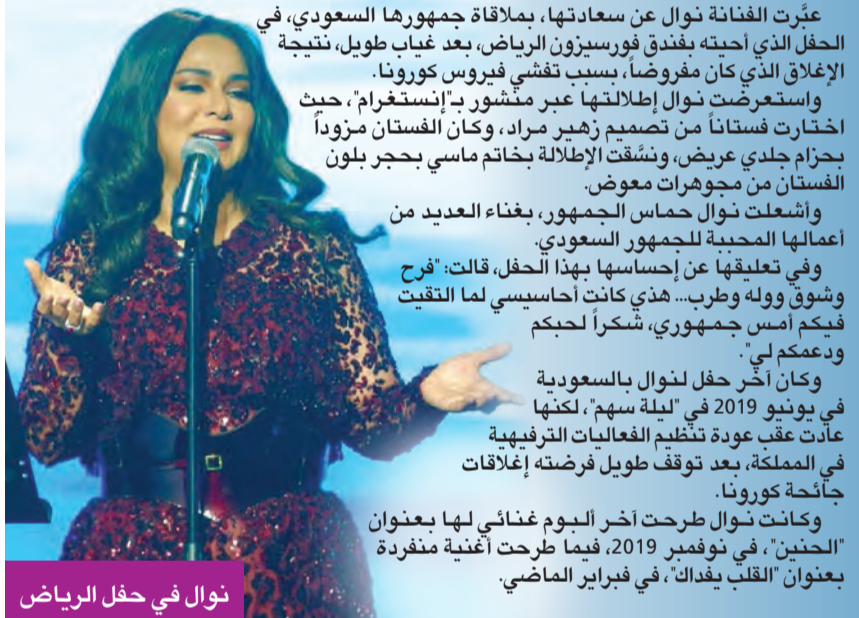 عبَّرت الفنانة نوال عن سعادتها، بملاقاة جمهورها السعودي، في
الحفل الذي أحيته بفندق فورسيزون الرياض، بعد غياب طويل، نتيجة
الإغلاق الذي كان مفروضاً، بسبب تفشي فيروس كورونا.
واستعرضت نوال إطلالتها عبر منشور بـ"إنستغرام"، حيث
اختارت فستاناً من تصميم زهير مراد، وكان الفستان مزوداً
بحزام جلدي عريض، ونسَّقت الإطلالة بخاتم ماسي بحجر بلون
الفستان من مجوهرات معوض.
وأشعلت نوال حماس الجمهور، بغناء العديد من
أعمالها المحببة للجمهور السعودي.
وفي تعليقها عن إحساسها بهذا الحفل، قالت: "فرح
وشوق ووله وطرب... هذي كانت أحاسيسي لما التقيت
فيكم أمس جمهوري، شكراً لحبكم
ودعمكم لي".
وكان آخر حفل لنوال بالسعودية
في يونيو 2019 في "ليلة سهم"، لكنها
عادت عقب عودة تنظيم الفعاليات الترفيهية
في المملكة، بعد توقف طويل فرضته إغلاقات
جائحة كورونا.
وكانت نوال طرحت آخر ألبوم غنائي لها بعنوان
"الحنين"، في نوفمبر 2019، فيما طرحت أغنية منفردة
بعنوان "القلب يفداك"، في فبراير الماضي.
نوال في حفل الرياض